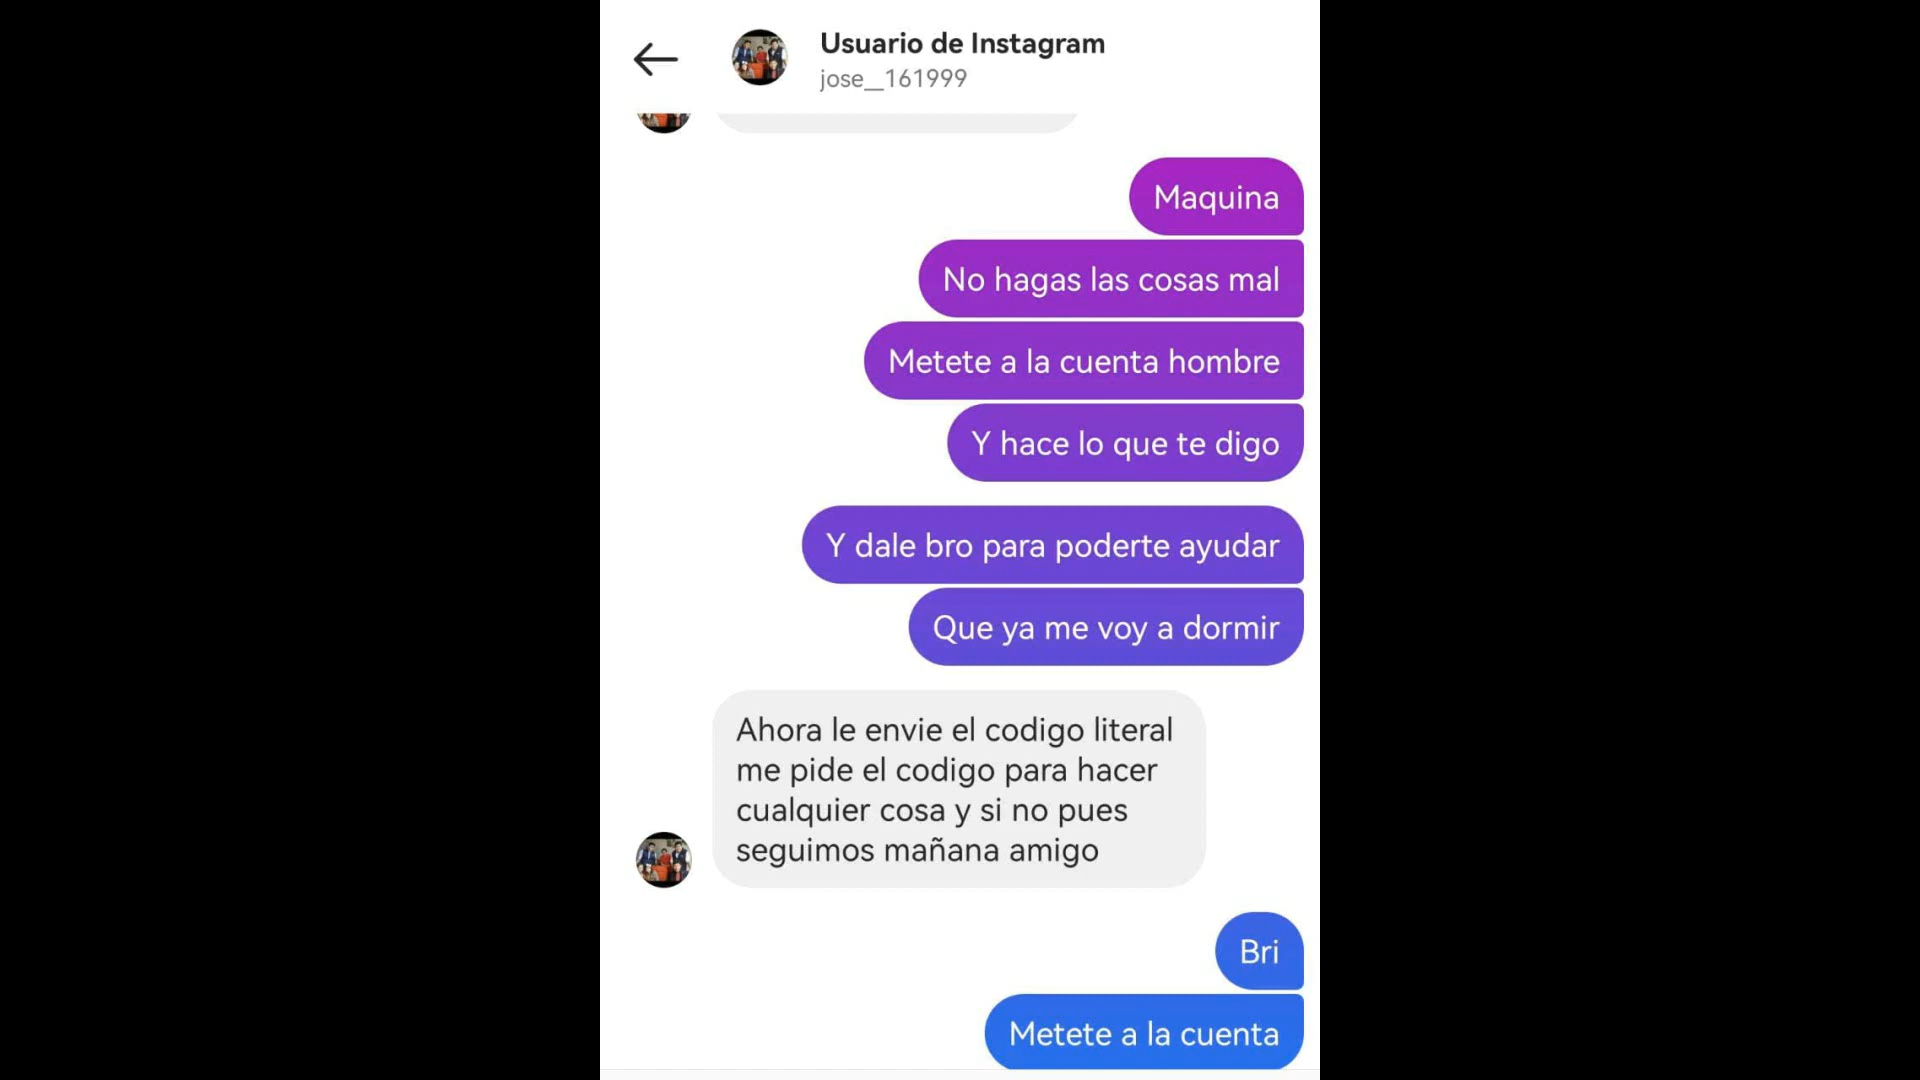 Usuario de Instagram
jose__161999
Maquina
No hagas las cosas mal
Metete a la cuenta hombre
Y hace lo que te digo
Y dale bro para poderte ayudar
Que ya me voy a dormir
Ahora le envie el codigo literal
me pide el codigo para hacer
cualquier cosa y si no pues
seguimos mañana amigo
Bri
Metete a la cuenta